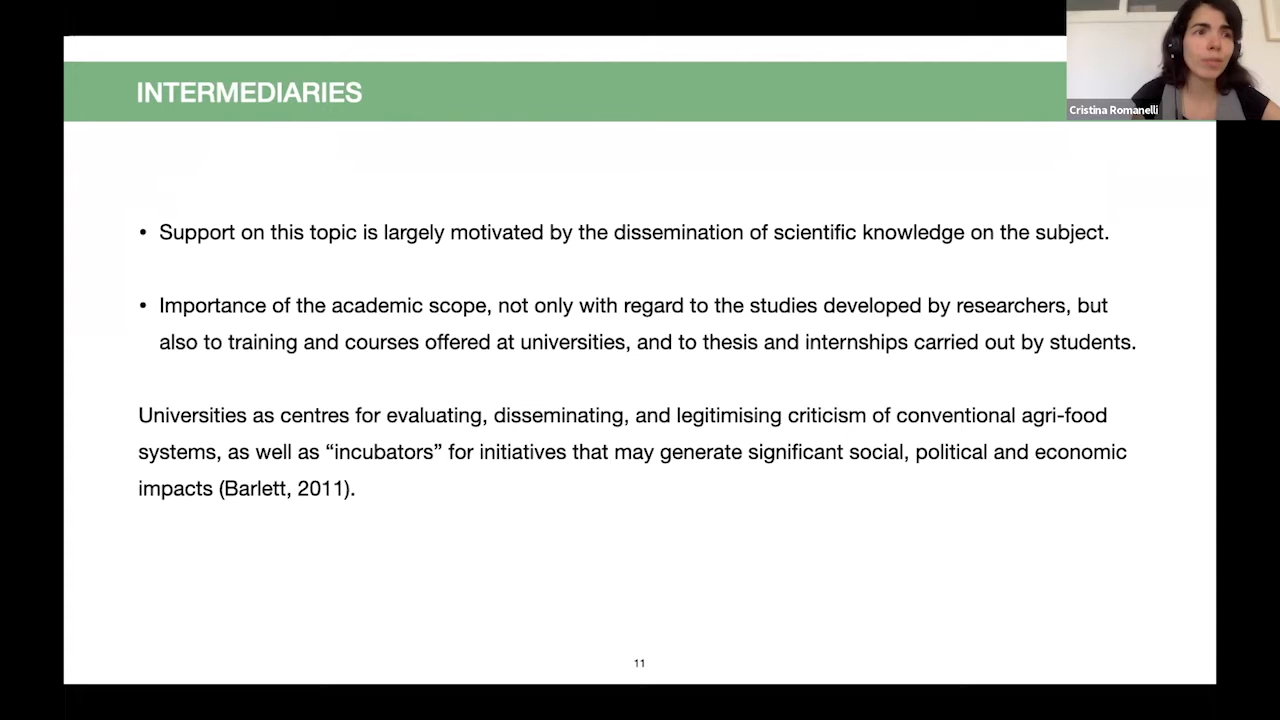 INTERMEDIARIES
Cristina Romanelli
• Support on this topic is largely motivated by the dissemination of scientific knowledge on the subject.
• Importance of the academic scope, not only with regard to the studies developed by researchers, but
also to training and courses offered at universities, and to thesis and internships carried out by students.
Universities as centres for evaluating, disseminating, and legitimising criticism of conventional agri-food
systems, as well as “incubators” for initiatives that may generate significant social, political and economic
impacts (Barlett, 2011).
11